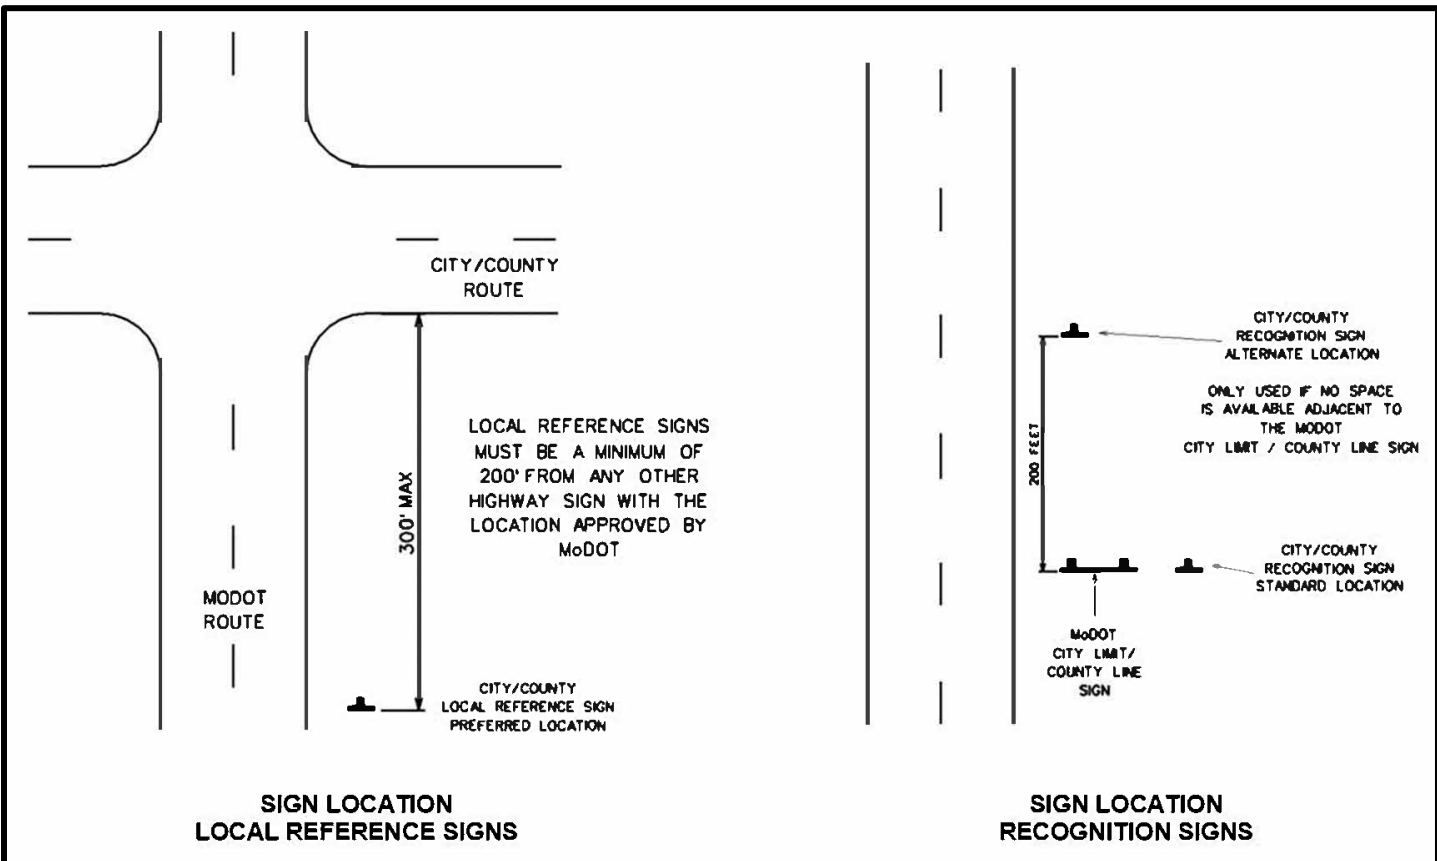 CITY/COUNTY
ROUTE
LOCAL REFERENCE SIGNS
MUST BE A MINIMUM OF
200' FROM ANY OTHER
HIGHWAY SIGN WITH THE
LOCATION APPROVED BY
MoDOT
300' MAX
MODOT
ROUTE
CITY/COUNTY
LOCAL REFERENCE SIGN
PREFERRED LOCATION
SIGN LOCATION
LOCAL REFERENCE SIGNS
CITY/COUNTY
RECOGNITION SIGN
ALTERNATE LOCATION
ONLY USED IF NO SPACE
IS AVAILABLE ADJACENT TO
THE MODOT
CITY LIMIT / COUNTY LINE SIGN
200 FEET
CITY/COUNTY
RECOGNITION SIGN
STANDARD LOCATION
MoDOT
CITY LIMIT/
COUNTY LINE
SIGN
SIGN LOCATION
RECOGNITION SIGNS